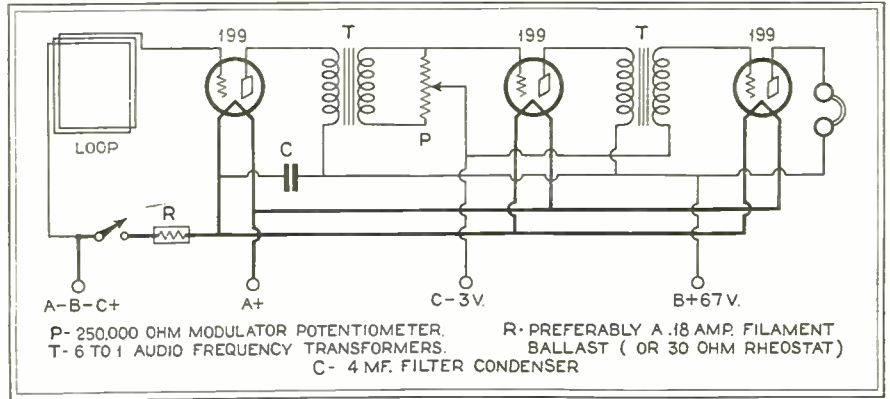 199
T
199
T
199
LOOP
C
P
R
A-B-C+
A+
C-3V.
B+67V.
P- 250.000 OHM MODULATOR POTENTIOMETER.
T- 6 TO 1 AUDIO FREQUENCY TRANSFORMERS.
R- PREFERABLY A .18 AMP. FILAMENT
BALLAST ( OR 30 OHM RHEOSTAT)
C- 4 MF. FILTER CONDENSER